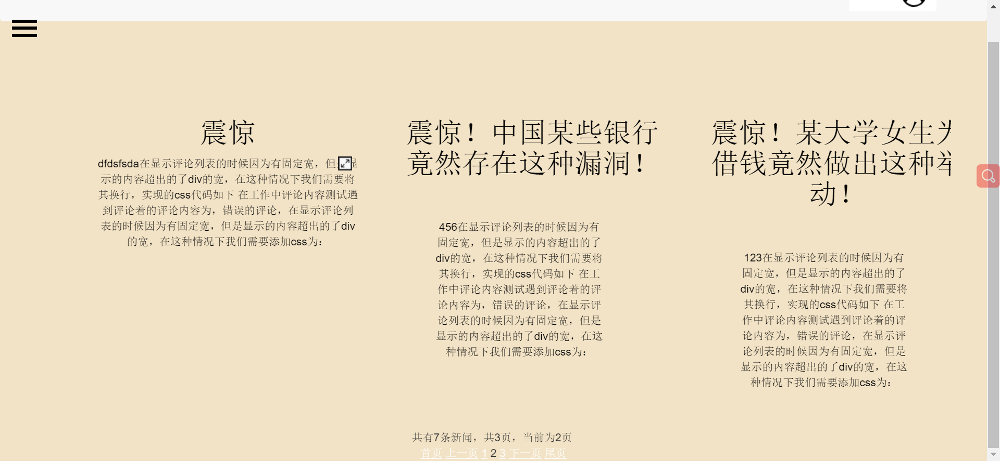 震惊
dfdsfsda在显示评论列表的时候因为有固定宽，但 显
示的内容超出的了div的宽，在这种情况下我们需要将
其换行，实现的css代码如下 在工作中评论内容测试遇
到评论着的评论内容为，错误的评论，在显示评论列
表的时候因为有固定宽，但是显示的内容超出的了div
的宽，在这种情况下我们需要添加css为：
震惊！中国某些银行
竟然存在这种漏洞！
456在显示评论列表的时候因为有
固定宽，但是显示的内容超出的了
div的宽，在这种情况下我们需要将
其换行，实现的css代码如下 在工
作中评论内容测试遇到评论着的评
论内容为，错误的评论，在显示评
论列表的时候因为有固定宽，但是
显示的内容超出的了div的宽，在这
种情况下我们需要添加css为：
震惊！某大学女生为
借钱竟然做出这种举
动！
123在显示评论列表的时候因为有
固定宽，但是显示的内容超出的了
div的宽，在这种情况下我们需要将
其换行，实现的css代码如下 在工
作中评论内容测试遇到评论着的评
论内容为，错误的评论，在显示评
论列表的时候因为有固定宽，但是
显示的内容超出的了div的宽，在这
种情况下我们需要添加css为：
共有7条新闻，共3页，当前为2页
首页 上一页 1 2 3 下一页 尾页